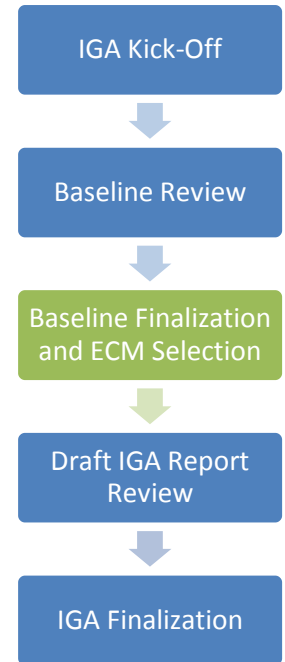 IGA Kick-Off
Baseline Review
Baseline Finalization
and ECM Selection
Draft IGA Report
Review
IGA Finalization